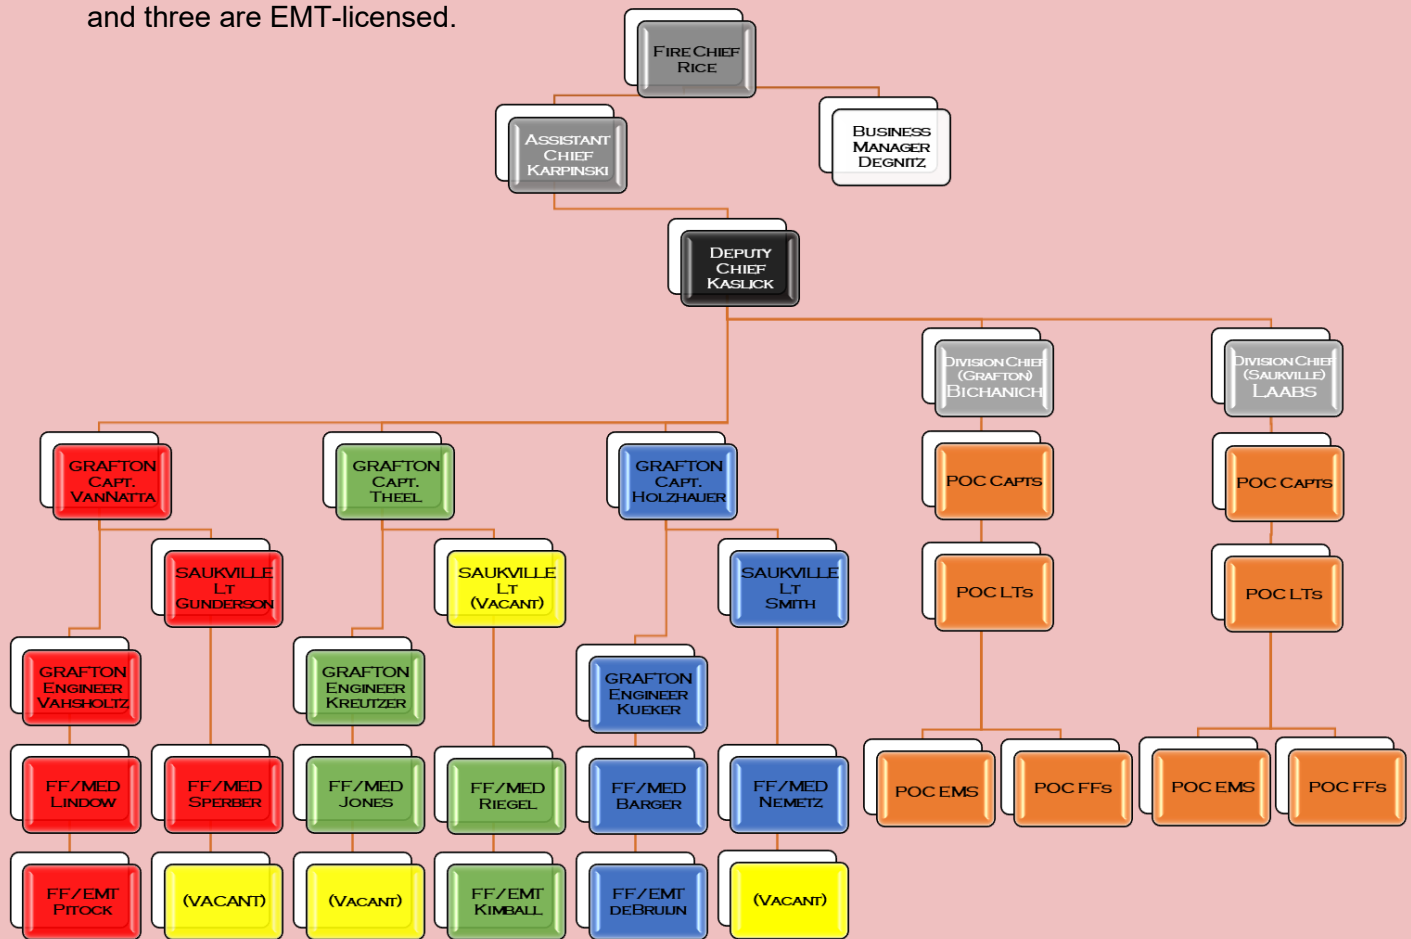 and three are EMT-licensed.
FIRE CHIEF
RICE
ASSISTANT
CHIEF
KARPINSKI
BUSINESS
MANAGER
DEGNITZ
DEPUTY
CHIEF
KASLICK
DIVISION CHIEF
(GRAFTON)
BICHANICH
DIVISION CHIEF
(SAUKVILLE)
LAABS
GRAFTON
CAPT.
VANNATTA
GRAFTON
CAPT.
THEEL
GRAFTON
CAPT.
HOLZHAUER
POC CAPTS
POC CAPTS
SAUKVILLE
LT
GUNDERSON
SAUKVILLE
LT
(VACANT)
SAUKVILLE
LT
SMITH
POC LTs
POC LTs
GRAFTON
ENGINEER
VAHSHOLTZ
GRAFTON
ENGINEER
KREUTZER
GRAFTON
ENGINEER
KUEKER
FF/MED
LINDOW
FF/MED
SPERBER
FF/MED
JONES
FF/MED
RIEGEL
FF/MED
BARGER
FF/MED
NEMETZ
POC EMS
POC FFs
POC EMS
POC FFs
FF/EMT
PITOCK
(VACANT)
(VACANT)
FF/EMT
KIMBALL
FF/EMT
DEBRUIJN
(VACANT)